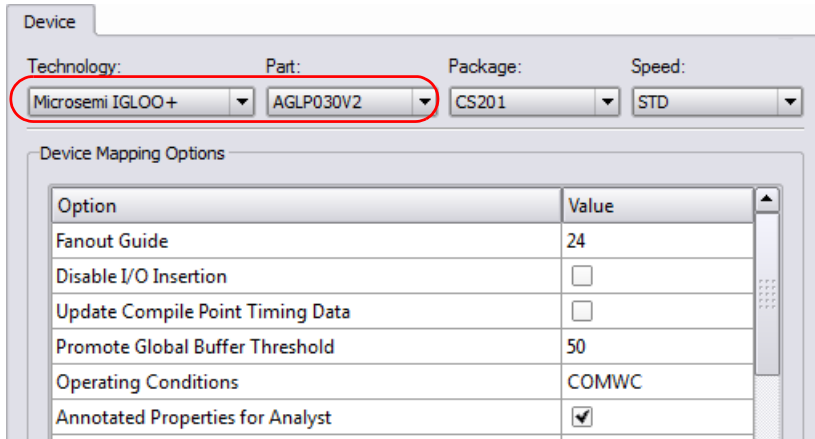 Device
Technology: Part: Package: Speed:
Microsemi IGLOO+ AGLP030V2 CS201 STD
Device Mapping Options
Option Value
Fanout Guide 24
Disable I/O Insertion
Update Compile Point Timing Data
Promote Global Buffer Threshold 50
Operating Conditions COMWC
Annotated Properties for Analyst